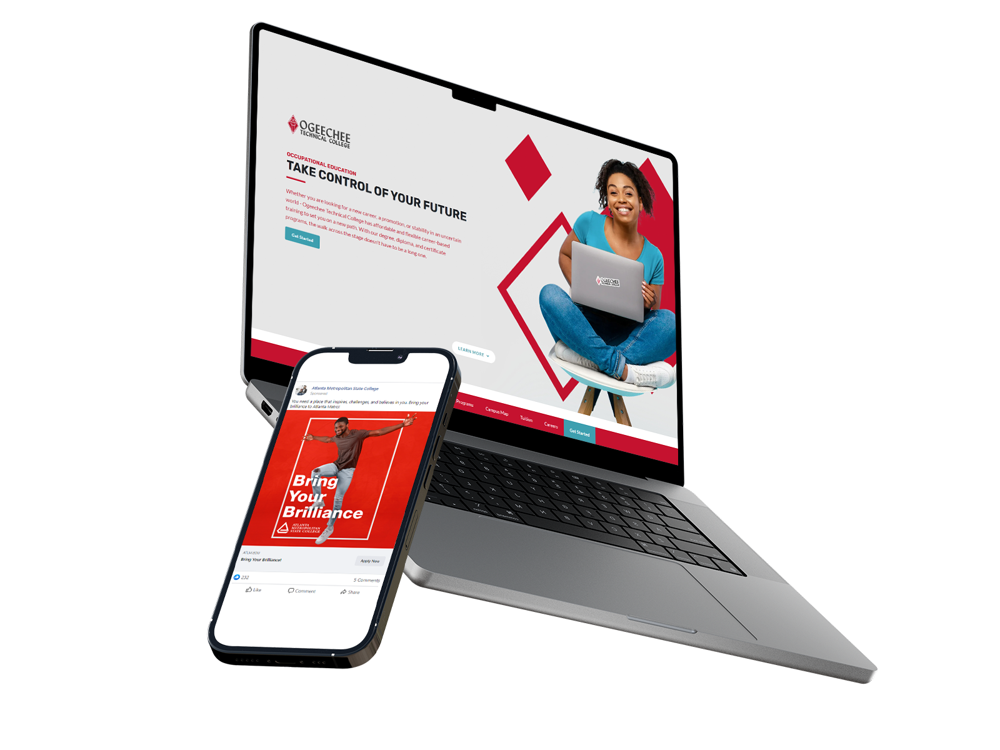 OGEECHEE
TECHNICAL COLLEGE
OCCUPATIONAL EDUCATION
TAKE CONTROL OF YOUR FUTURE
Whether you are looking for a new career, a promotion, or stability in an uncertain
world - Ogeechee Technical College has affordable and flexible career-based
training to set you on a new path. With our degree, diploma, and certificate
programs, the walk across the stage doesn't have to be a long one.
Get Started
OGEECHEE
TECHNICAL COLLEGE
LEARN MORE
Programs
Campus Map
Tuition
Careers
Get Started
Atlanta Metropolitan State College
Sponsored
You need a place that inspires, challenges, and believes in you. Bring your
brilliance to Atlanta Metro!
Bring
Your
Brilliance
ATLANTA
METROPOLITAN
STATE COLLEGE
ATLM.EDU
Bring Your Brilliance!
Apply Now
232
5 Comments
Like
Comment
Share